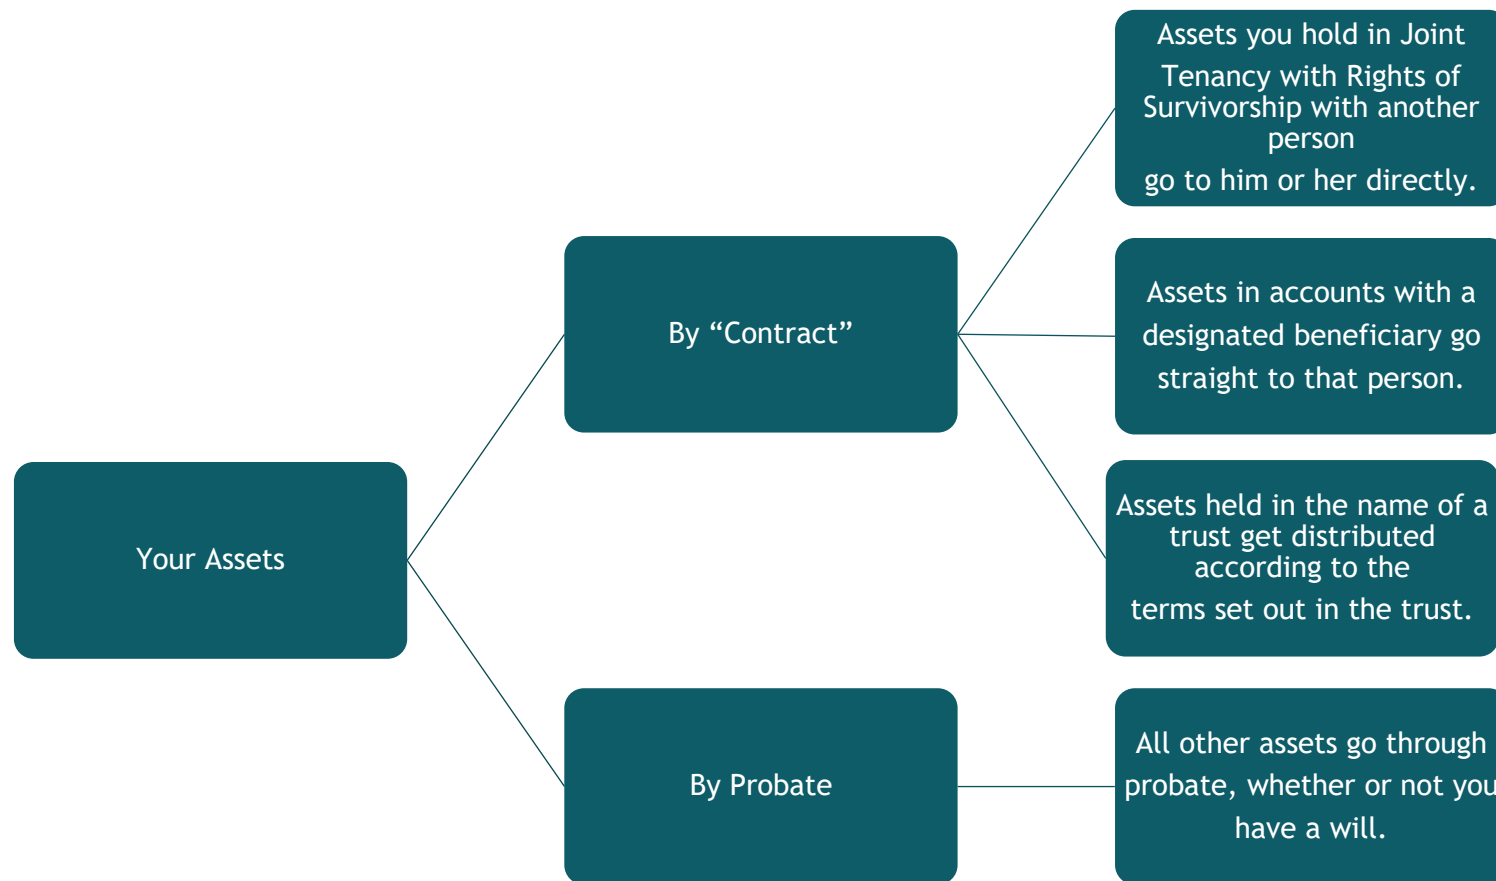 Assets you hold in Joint
Tenancy with Rights of
Survivorship with another
person
go to him or her directly.
By “Contract”
Assets in accounts with a
designated beneficiary go
straight to that person.
Your Assets
Assets held in the name of a
trust get distributed
according to the
terms set out in the trust.
By Probate
All other assets go through
probate, whether or not you
have a will.